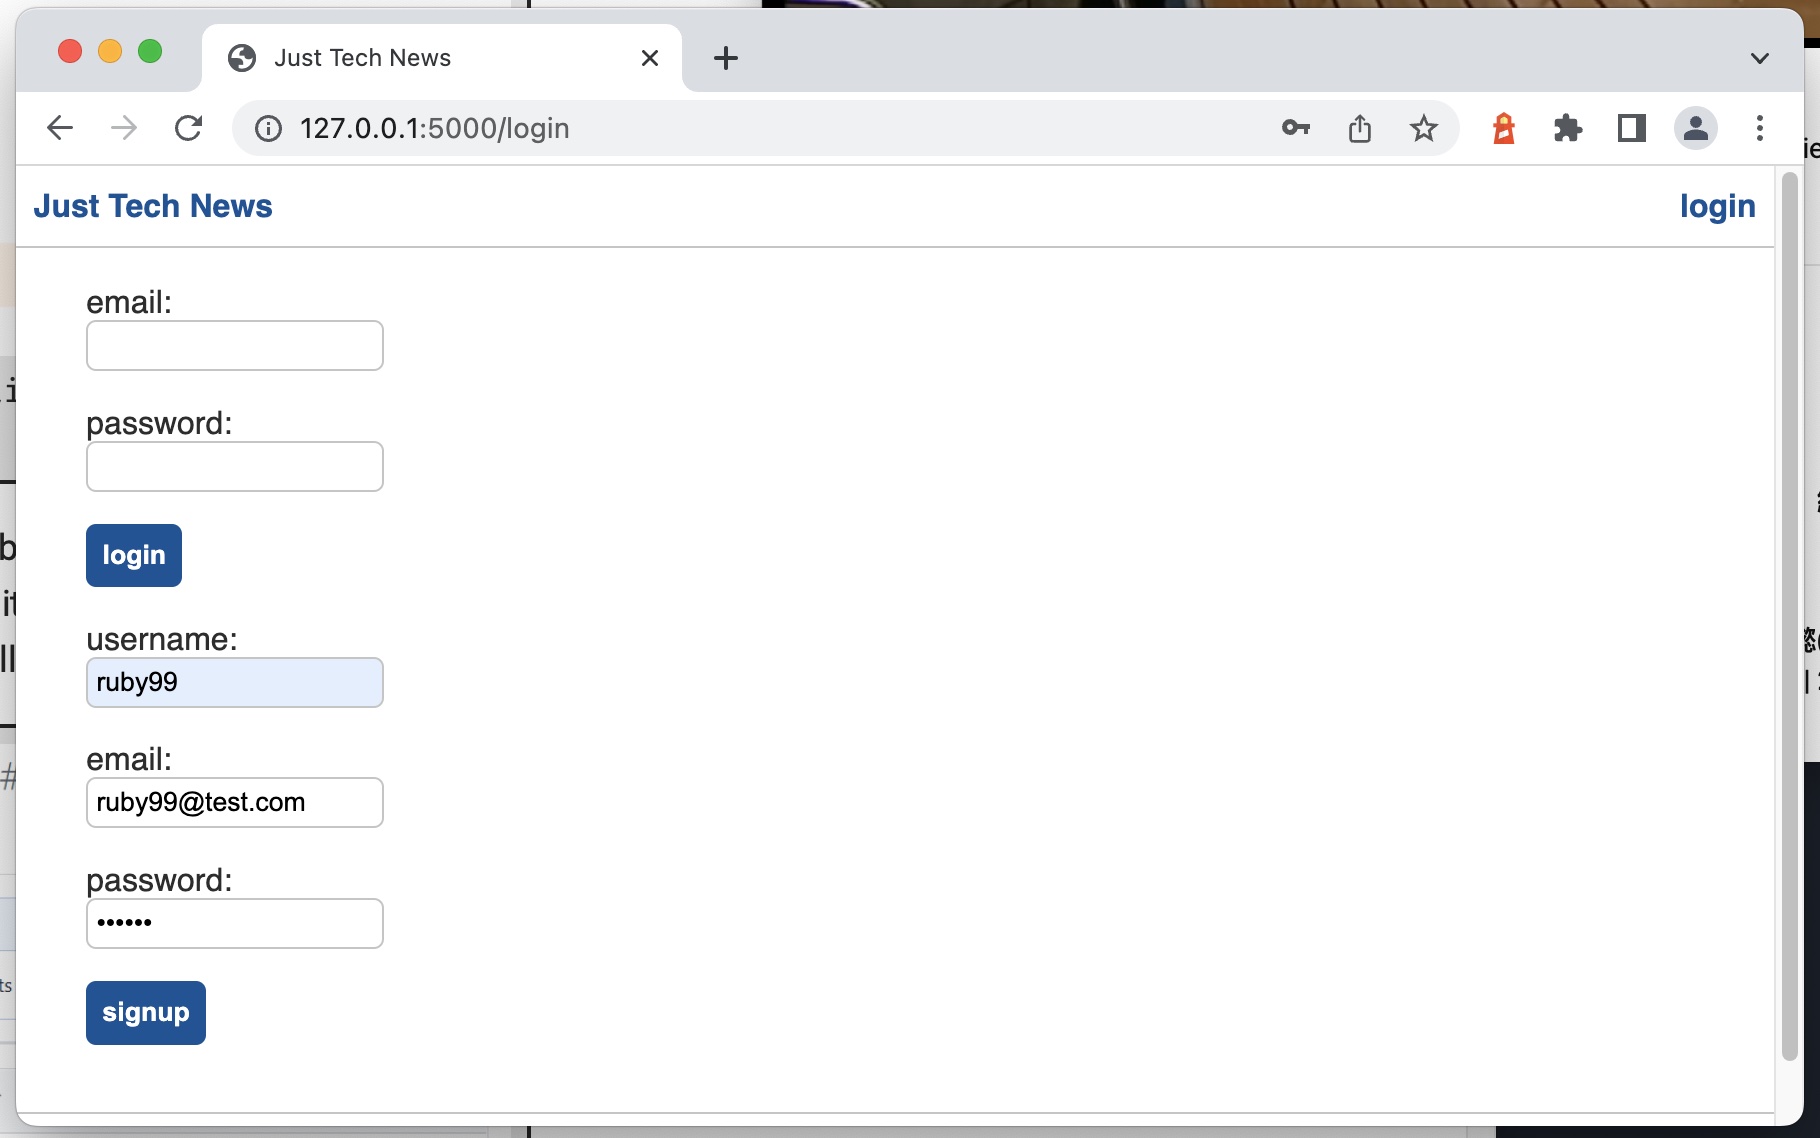 Just Tech News
127.0.0.1:5000/login
Just Tech News
login
email:
password:
login
username:
ruby99
email:
ruby99@test.com
password:
••••••
signup